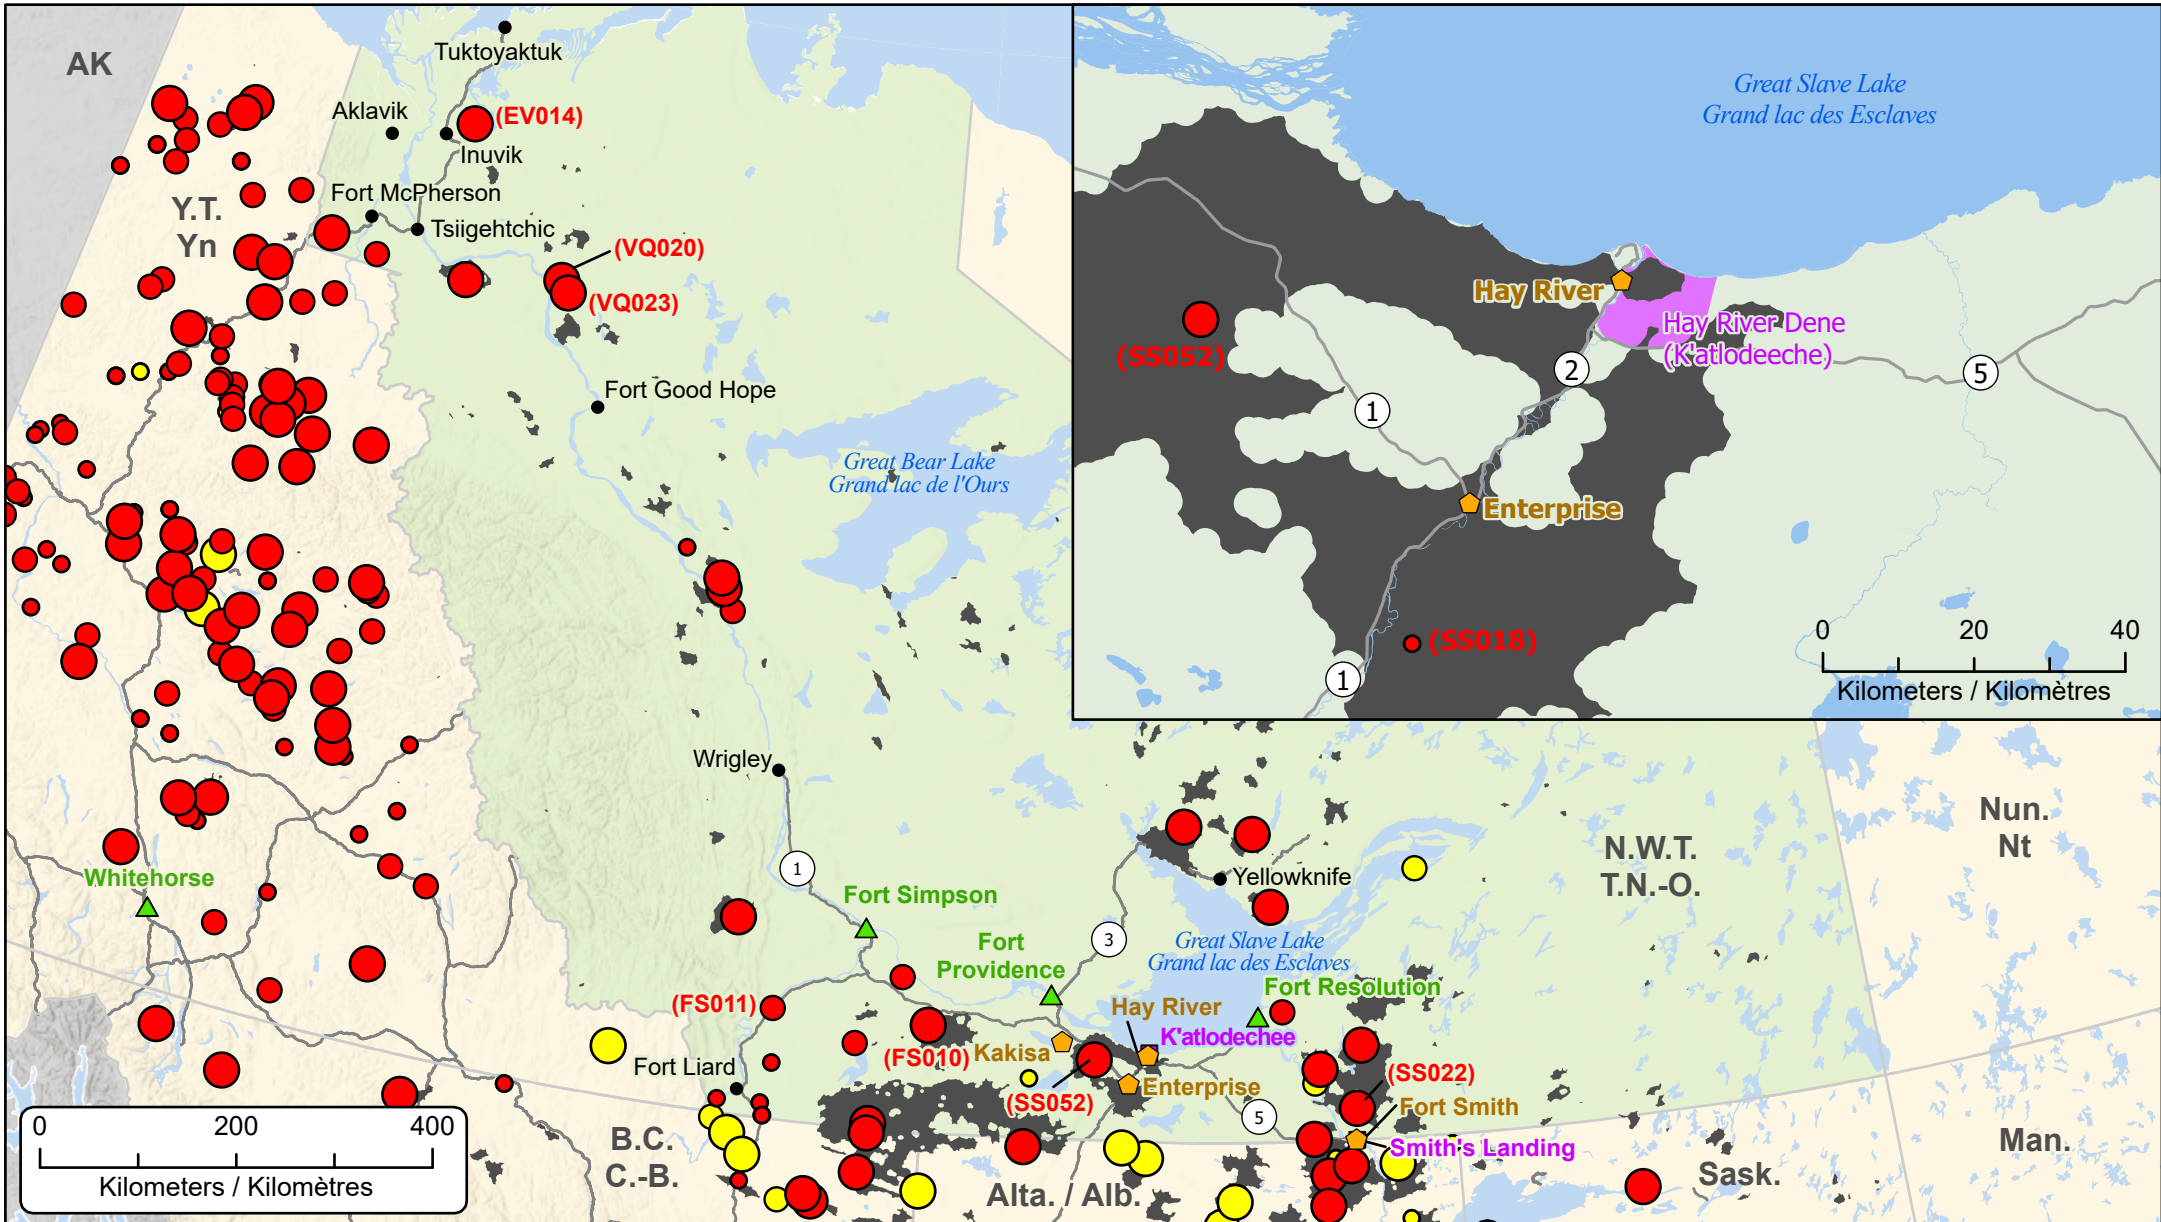 AK
Tuktoyaktuk
Aklavik
(EV014)
Inuvik
Fort McPherson
Y.T.
Yn
Tsiigehtchic
(VQ020)
(VQ023)
Fort Good Hope
Great Bear Lake
Grand lac de l'Ours
Wrigley
1
Whitehorse
Fort Simpson
Fort
Providence
3
Yellowknife
Great Slave Lake
Grand lac des Esclaves
N.W.T.
T.N.-O.
Nun.
Nt
Fort Resolution
(FS011)
Hay River
K'atlodechee
(FS010)
Kakisa
Fort Liard
Enterprise
(SS052)
(SS022)
Fort Smith
5
Smith's Landing
B.C.
C.-B.
Alta. / Alb.
Sask.
Man.
0 200 400
Kilometers / Kilomètres
Great Slave Lake
Grand lac des Esclaves
Hay River
Hay River Dene
(K'atlodeeche)
(SS052)
2
5
1
Enterprise
(SS018)
1
0 20 40
Kilometers / Kilomètres